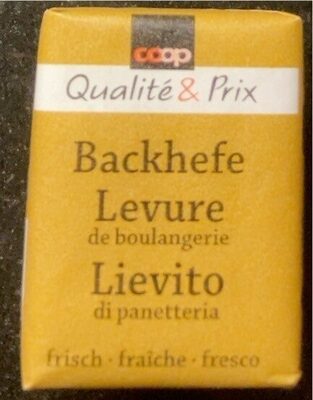 coop
Qualité & Prix
Backhefe
Levure
de boulangerie
Lievito
di panetteria
frisch · fraîche · fresco